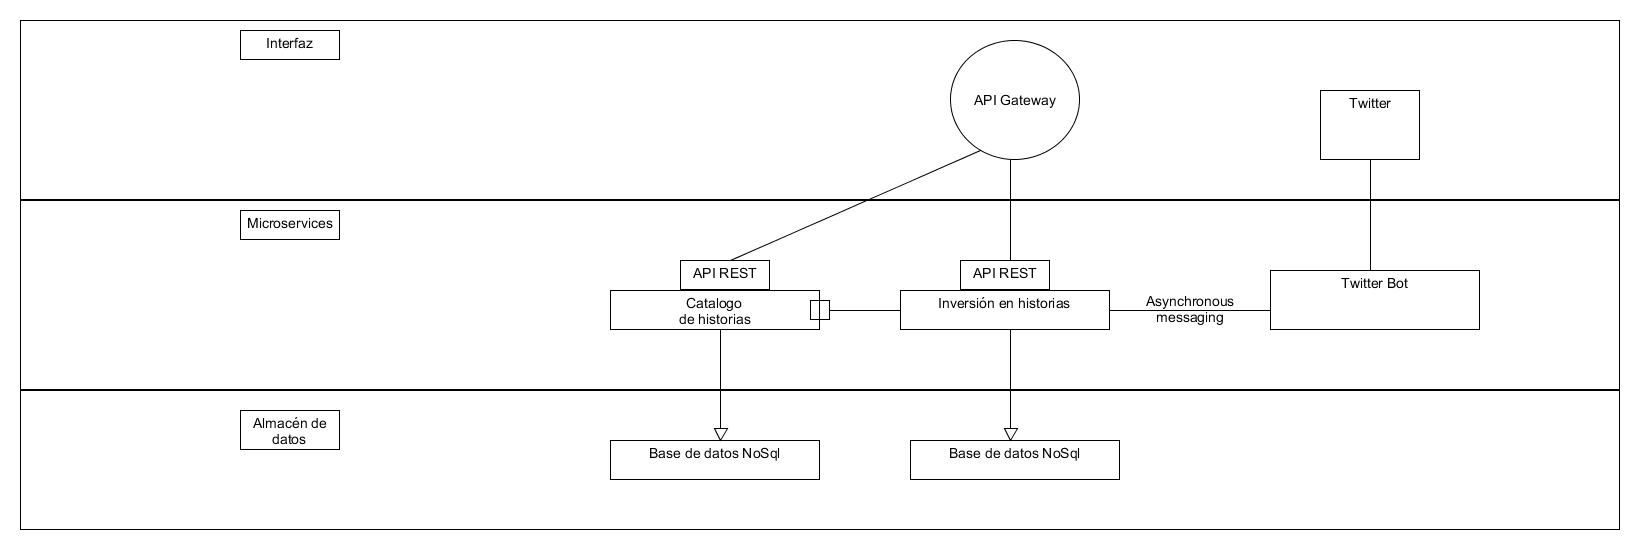 Interfaz
API Gateway
Twitter
Microservices
API REST
API REST
Catalogo
de historias
Inversión en historias
Asynchronous
messaging
Twitter Bot
Almacén de
datos
Base de datos NoSql
Base de datos NoSql